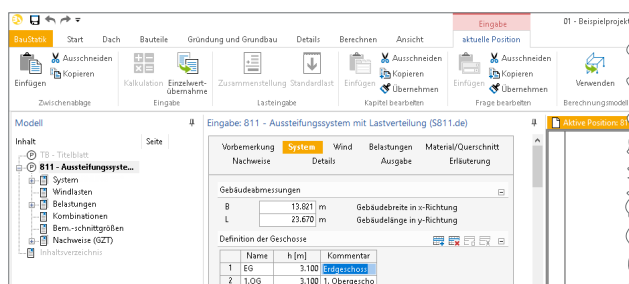 Eingabe
01 - Beispielprojekt
BauStatik Start Dach Bauteile Gründung und Grundbau Details Berechnen Ansicht aktuelle Position
Einfügen Ausschneiden Kopieren Kalkulation Einzelwert-übernahme Zusammenstellung Standardlast Einfügen Ausschneiden Kopieren Übernehmen Einfügen Ausschneiden Kopieren Übernehmen Verwenden
Zwischenablage Eingabe Lasteingabe Kapitel bearbeiten Frage bearbeiten Berechnungsmodell
Modell
Inhalt Seite
TB - Titelblatt
811 - Aussteifungssyste...
System
Windlasten
Belastungen
Kombinationen
Bem.-schnittgrößen
Nachweise (GZT)
Inhaltsverzeichnis
Eingabe: 811 - Aussteifungssystem mit Lastverteilung (S811.de)
Vorbemerkung System Wind Belastungen Material/Querschnitt
Nachweise Details Ausgabe Erläuterung
Gebäudeabmessungen
B 13.821 m Gebäudebreite in x-Richtung
L 23.670 m Gebäudelänge in y-Richtung
Definition der Geschosse
Name h [m] Kommentar
1 EG 3.100 Erdgeschoss
2 1.OG 3.100 1. Obergescho
Aktive Position: 81